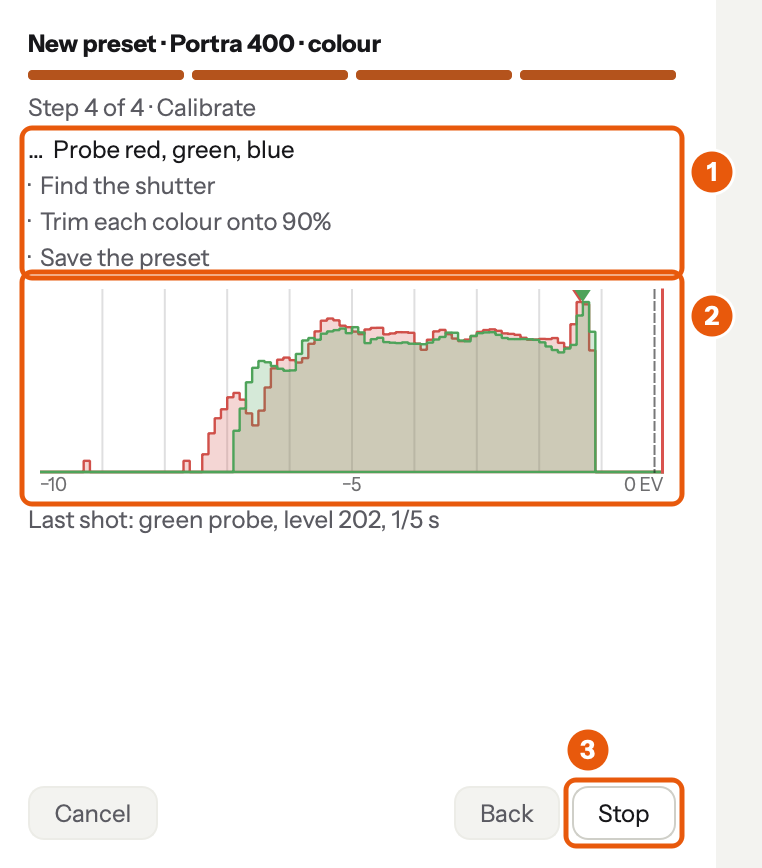 New preset · Portra 400 · colour
Step 4 of 4 · Calibrate
... Probe red, green, blue
· Find the shutter
· Trim each colour onto 90%
· Save the preset
1
2
−10 −5 0 EV
Last shot: green probe, level 202, 1/5 s
3
Cancel Back Stop